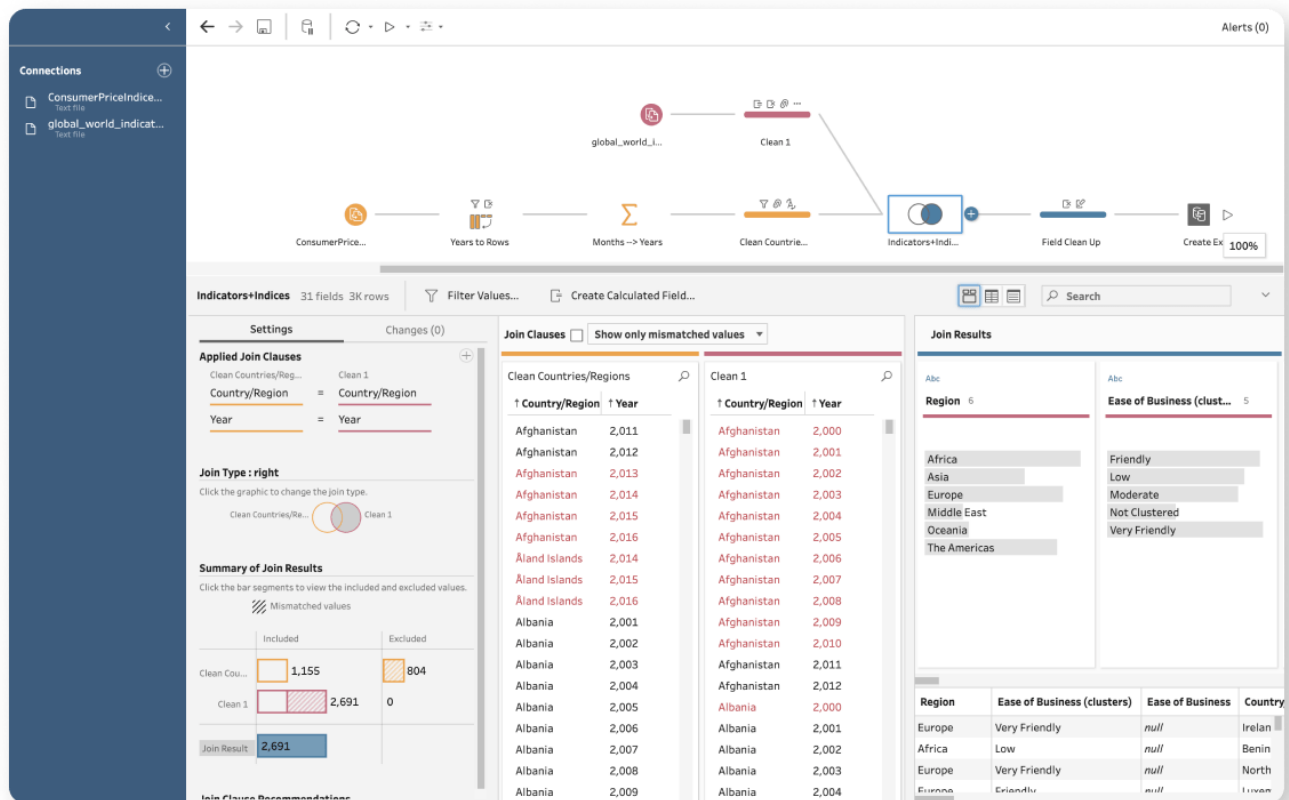 Alerts (0)
Connections
ConsumerPriceIndice...
Text file
global_world_indicat...
Text file
global_world_i...
Clean 1
ConsumerPrice...
Years to Rows
Months --> Years
Clean Countrie...
Indicators+Indi...
Field Clean Up
Create Ex
100%
Indicators+Indices 31 fields 3K rows
Filter Values...
Create Calculated Field...
Search
Settings
Changes (0)
Applied Join Clauses
Clean Countries/Reg... Clean 1
Country/Region = Country/Region
Year = Year
Join Type : right
Click the graphic to change the join type.
Clean Countries/Re... Clean 1
Summary of Join Results
Click the bar segments to view the included and excluded values.
Mismatched values
Included Excluded
Clean Cou... 1,155 804
Clean 1 2,691 0
Join Result 2,691
Join Clause Recommendations
Join Clauses Show only mismatched values
Clean Countries/Regions
Country/Region Year
Afghanistan 2,011
Afghanistan 2,012
Afghanistan 2,013
Afghanistan 2,014
Afghanistan 2,015
Afghanistan 2,016
Åland Islands 2,014
Åland Islands 2,015
Åland Islands 2,016
Albania 2,001
Albania 2,002
Albania 2,003
Albania 2,004
Albania 2,005
Albania 2,006
Albania 2,007
Albania 2,008
Albania 2,009
Clean 1
Country/Region Year
Afghanistan 2,000
Afghanistan 2,001
Afghanistan 2,002
Afghanistan 2,003
Afghanistan 2,004
Afghanistan 2,005
Afghanistan 2,006
Afghanistan 2,007
Afghanistan 2,008
Afghanistan 2,009
Afghanistan 2,010
Afghanistan 2,011
Afghanistan 2,012
Albania 2,000
Albania 2,001
Albania 2,002
Albania 2,003
Albania 2,004
Join Results
Abc
Region 6
Africa
Asia
Europe
Middle East
Oceania
The Americas
Abc
Ease of Business (clust... 5
Friendly
Low
Moderate
Not Clustered
Very Friendly
Region Ease of Business (clusters) Ease of Business Country
Europe Very Friendly null Irelan
Africa Low null Benin
Europe Very Friendly null North
Europe Friendly null Luxem